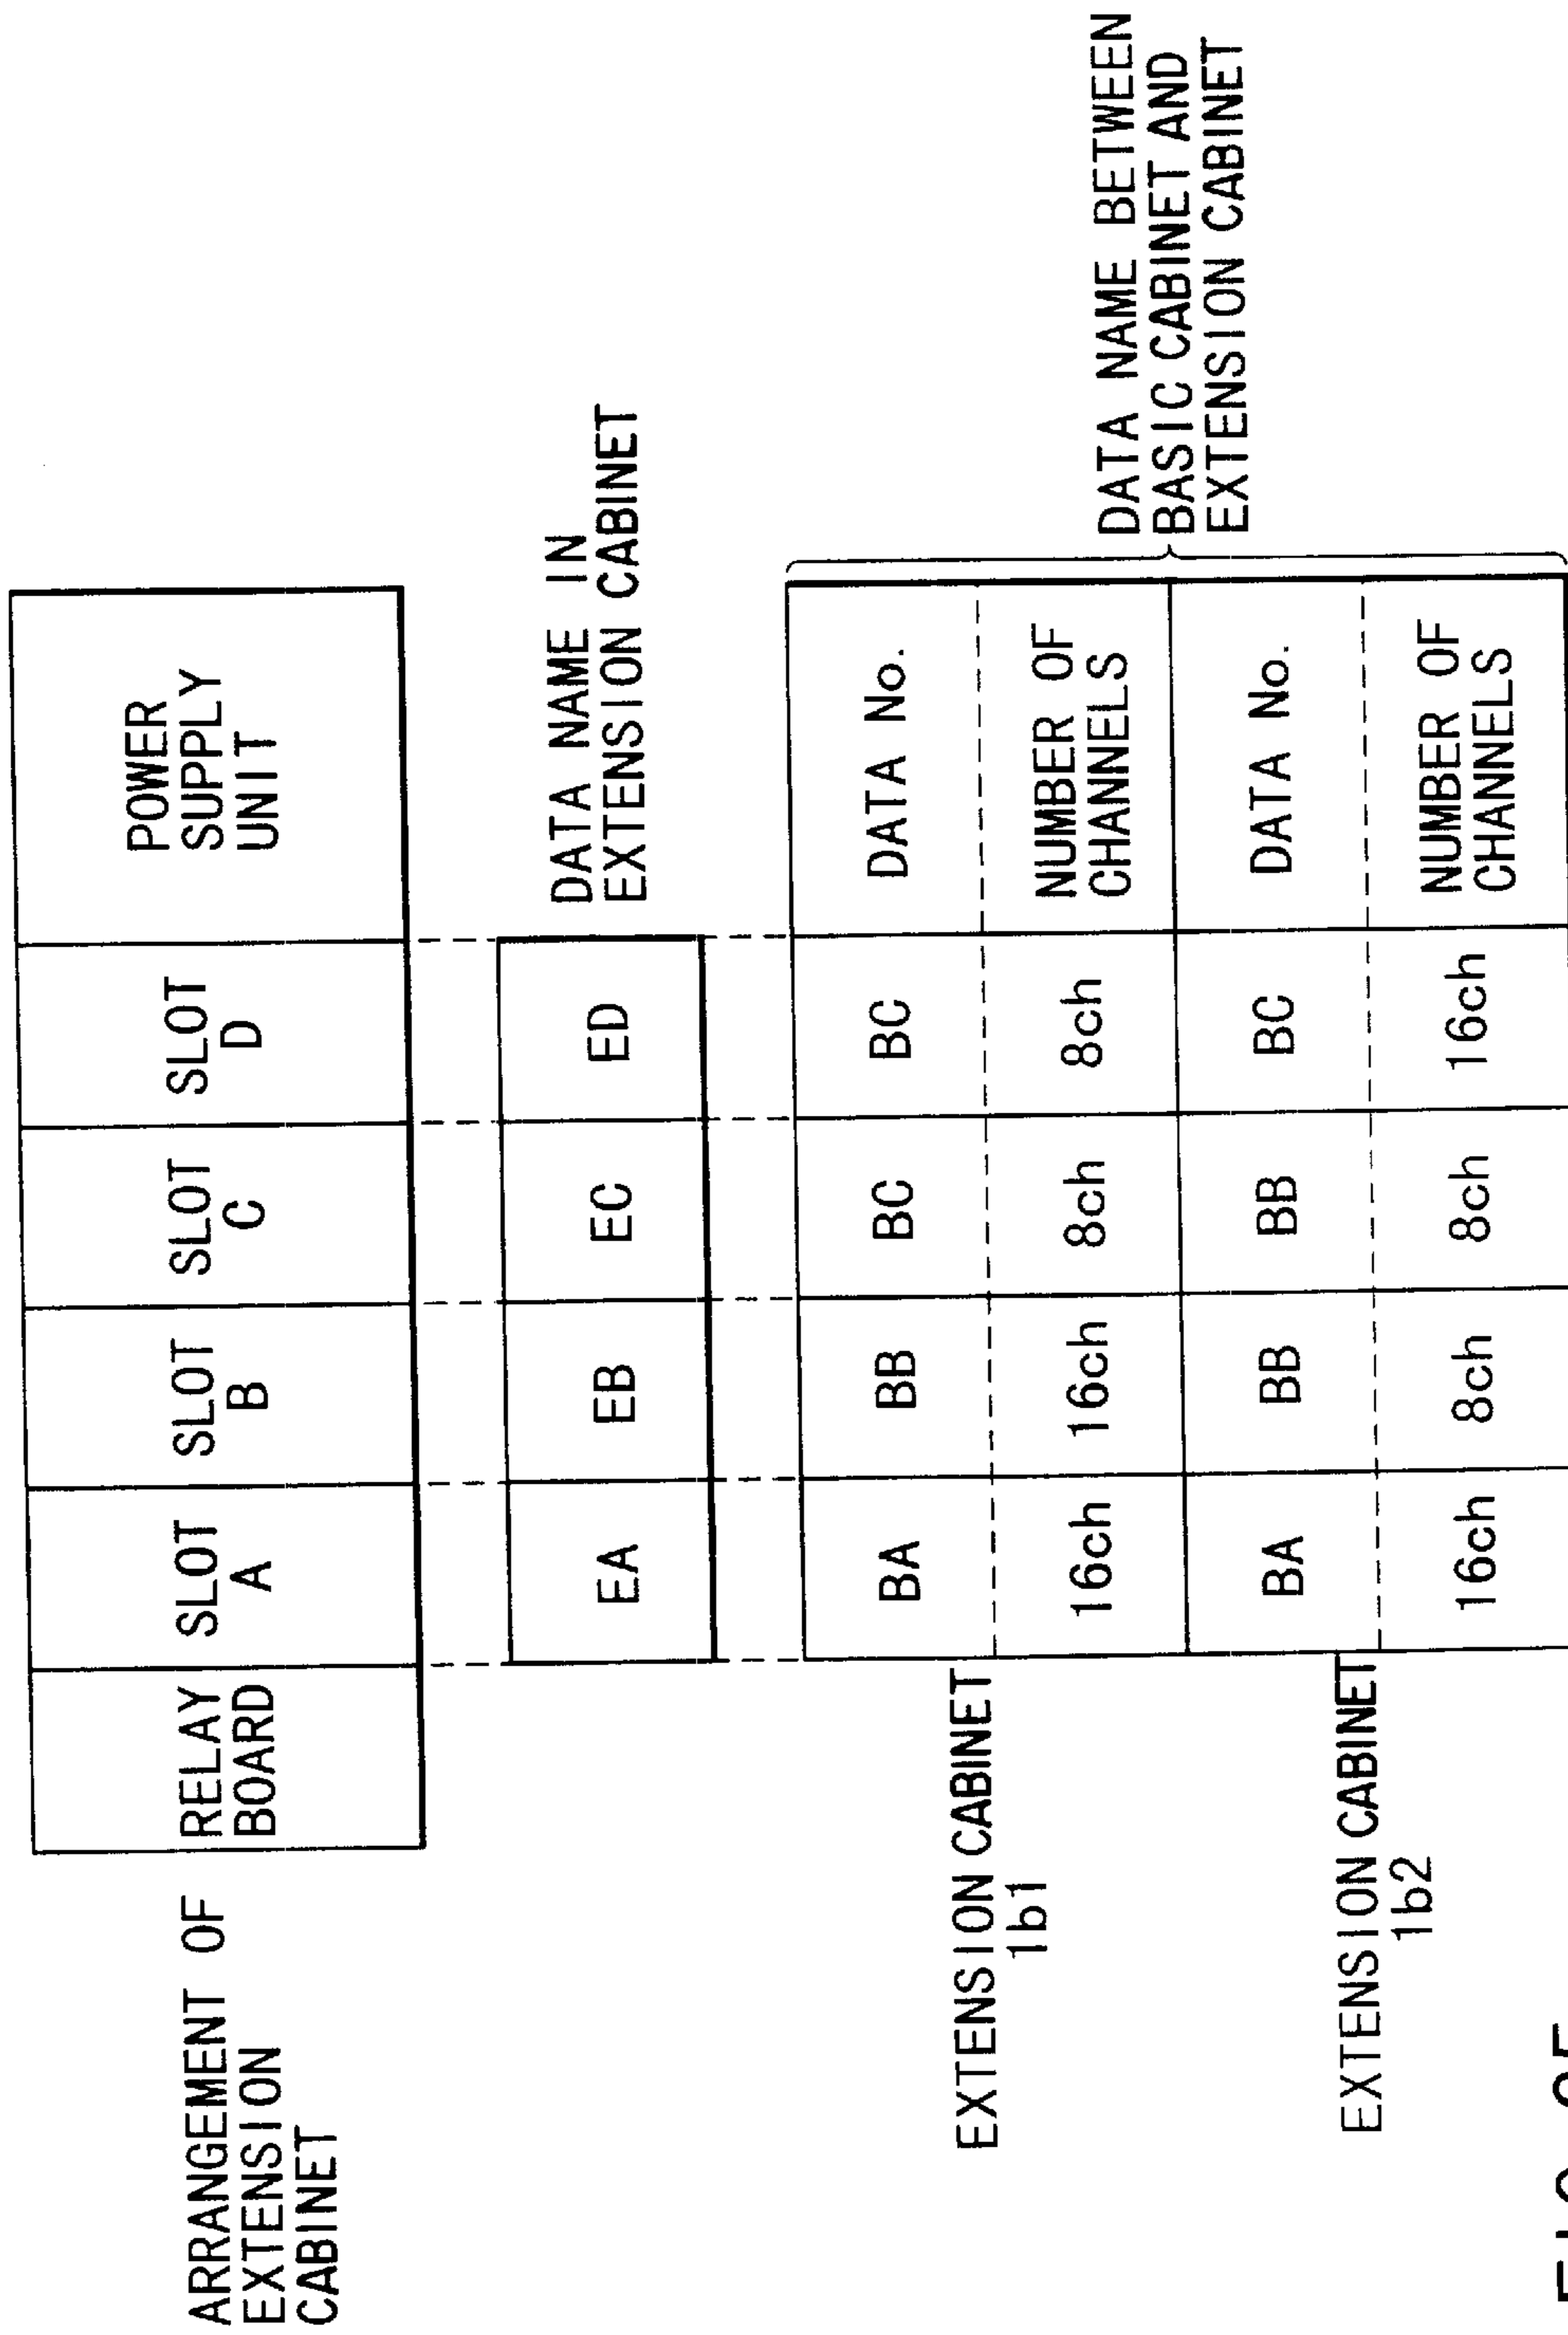 ARRANGEMENT OF
EXTENSION
CABINET
RELAY
BOARD
SLOT
A
SLOT
B
SLOT
C
SLOT
D
POWER
SUPPLY
UNIT
EA
EB
EC
ED
DATA NAME IN
EXTENSION CABINET
EXTENSION CABINET
1b1
BA
BB
BC
BC
DATA No.
16ch
16ch
8ch
8ch
NUMBER OF
CHANNELS
EXTENSION CABINET
1b2
BA
BB
BB
BC
DATA No.
16ch
8ch
8ch
16ch
NUMBER OF
CHANNELS
DATA NAME BETWEEN
BASIC CABINET AND
EXTENSION CABINET